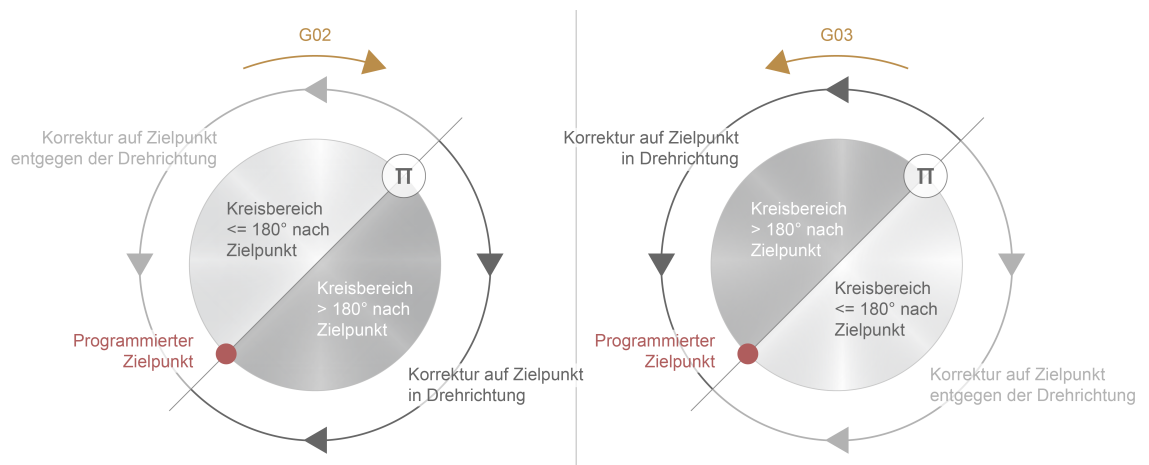 G02
Korrektur auf Zielpunkt
entgegen der Drehrichtung
π
Kreisbereich
<= 180° nach
Zielpunkt
Kreisbereich
> 180° nach
Zielpunkt
Programmierter
Zielpunkt
Korrektur auf Zielpunkt
in Drehrichtung
G03
Korrektur auf Zielpunkt
in Drehrichtung
π
Kreisbereich
> 180° nach
Zielpunkt
Kreisbereich
<= 180° nach
Zielpunkt
Programmierter
Zielpunkt
Korrektur auf Zielpunkt
entgegen der Drehrichtung